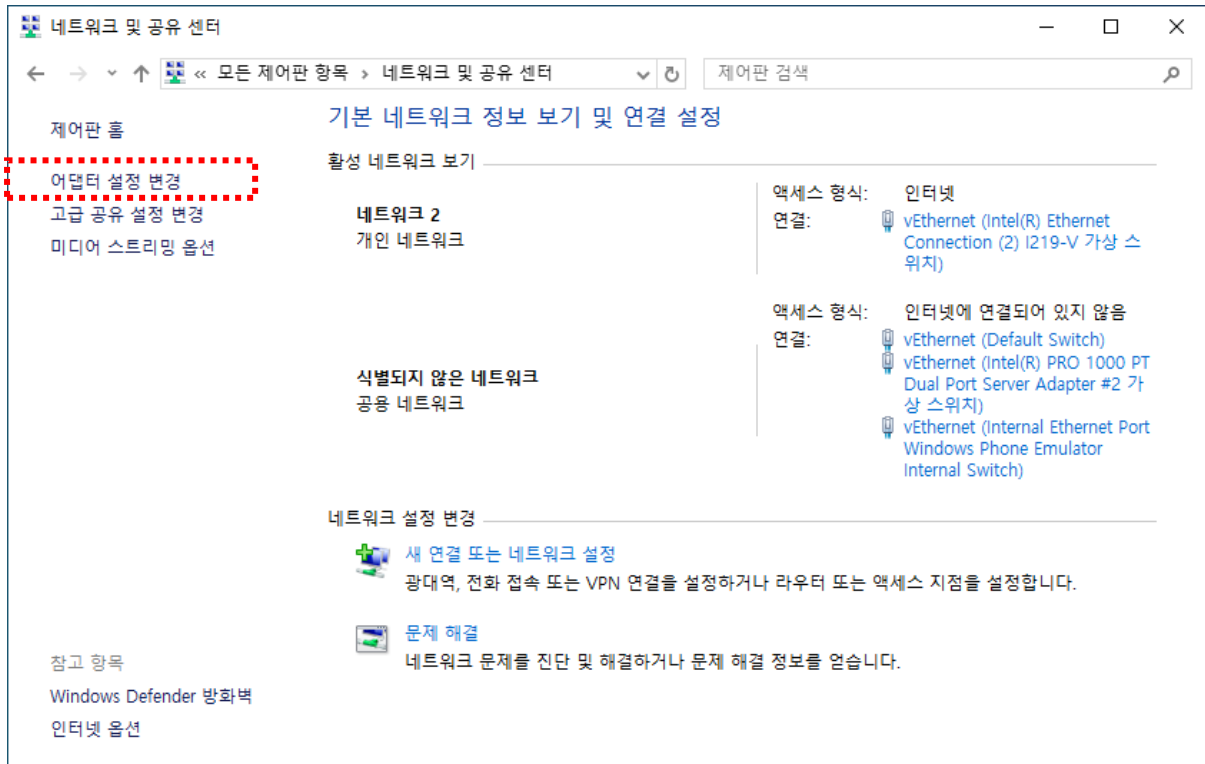 네트워크 및 공유 센터
« 모든 제어판 항목 › 네트워크 및 공유 센터
제어판 검색
제어판 홈
어댑터 설정 변경
고급 공유 설정 변경
미디어 스트리밍 옵션
기본 네트워크 정보 보기 및 연결 설정
활성 네트워크 보기
네트워크 2
개인 네트워크
액세스 형식: 인터넷
연결: vEthernet (Intel(R) Ethernet
Connection (2) I219-V 가상 스
위치)
식별되지 않은 네트워크
공용 네트워크
액세스 형식: 인터넷에 연결되어 있지 않음
연결: vEthernet (Default Switch)
vEthernet (Intel(R) PRO 1000 PT
Dual Port Server Adapter #2 가
상 스위치)
vEthernet (Internal Ethernet Port
Windows Phone Emulator
Internal Switch)
네트워크 설정 변경
새 연결 또는 네트워크 설정
광대역, 전화 접속 또는 VPN 연결을 설정하거나 라우터 또는 액세스 지점을 설정합니다.
문제 해결
네트워크 문제를 진단 및 해결하거나 문제 해결 정보를 얻습니다.
참고 항목
Windows Defender 방화벽
인터넷 옵션